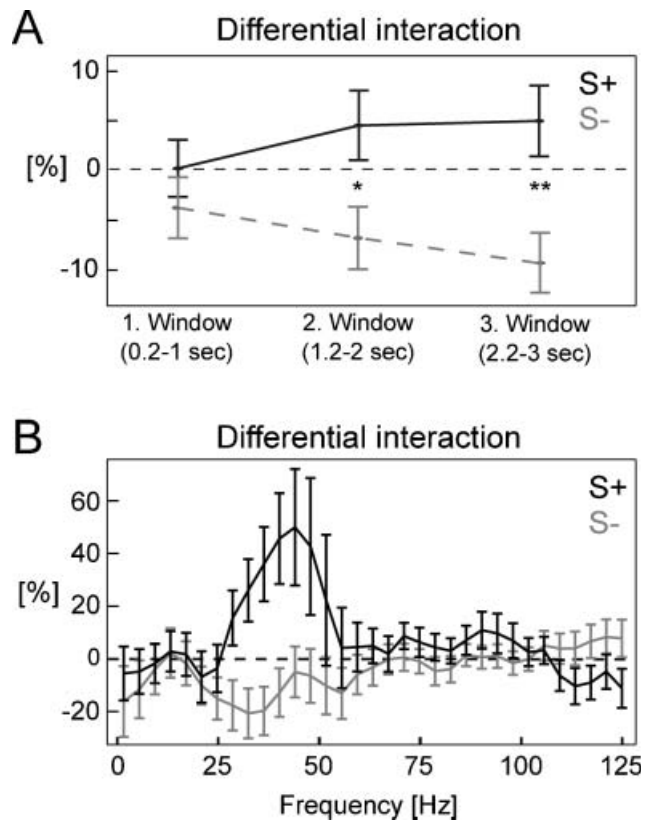 A
Differential interaction
10
S+
S-
[%]
0
*
**
-10
1. Window
(0.2-1 sec)
2. Window
(1.2-2 sec)
3. Window
(2.2-3 sec)
B
Differential interaction
60
S+
S-
40
[%]
20
0
-20
0
25
50
75
100
125
Frequency [Hz]